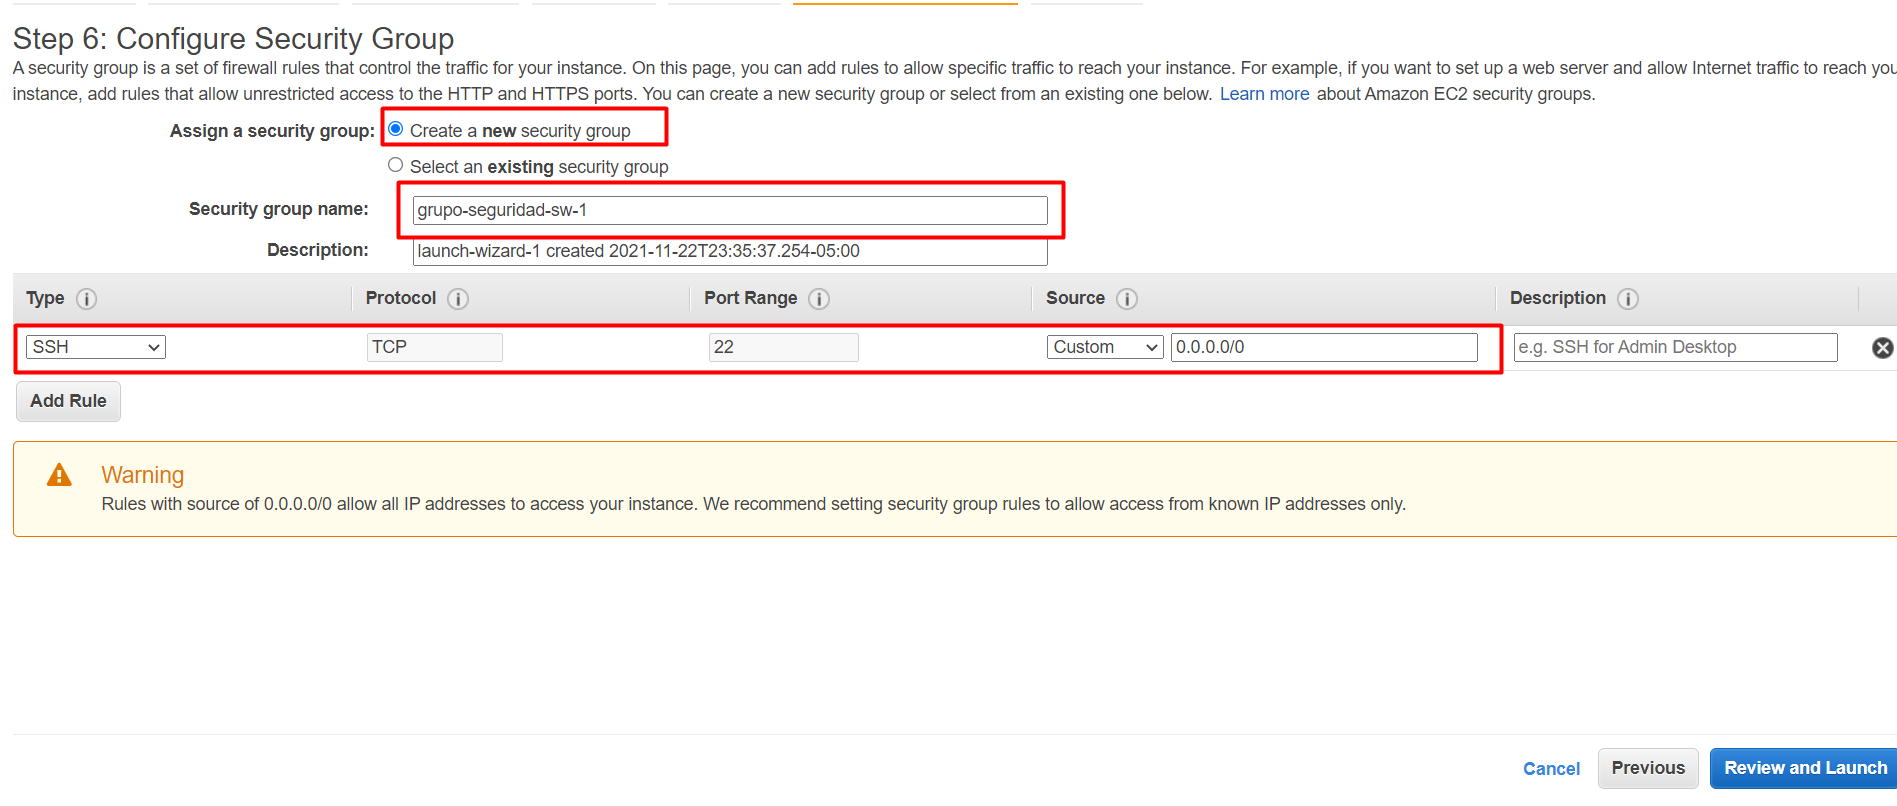 Step 6: Configure Security Group
A security group is a set of firewall rules that control the traffic for your instance. On this page, you can add rules to allow specific traffic to reach your instance. For example, if you want to set up a web server and allow Internet traffic to reach you
instance, add rules that allow unrestricted access to the HTTP and HTTPS ports. You can create a new security group or select from an existing one below. Learn more about Amazon EC2 security groups.
Assign a security group: Create a new security group
Select an existing security group
Security group name: grupo-seguridad-sw-1
Description: launch-wizard-1 created 2021-11-22T23:35:37.254-05:00
Type Protocol Port Range Source Description
SSH TCP 22 Custom 0.0.0.0/0 e.g. SSH for Admin Desktop
Add Rule
Warning
Rules with source of 0.0.0.0/0 allow all IP addresses to access your instance. We recommend setting security group rules to allow access from known IP addresses only.
Cancel Previous Review and Launch